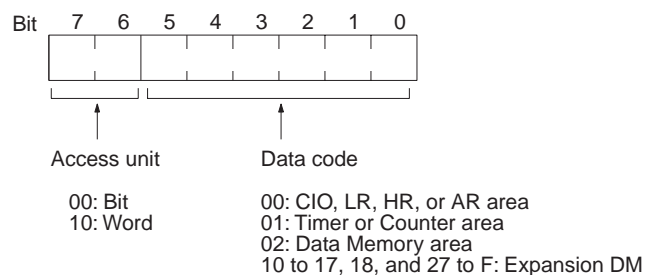 Bit 7 6 5 4 3 2 1 0
Access unit Data code
00: Bit 00: CIO, LR, HR, or AR area
10: Word 01: Timer or Counter area
02: Data Memory area
10 to 17, 18, and 27 to F: Expansion DM